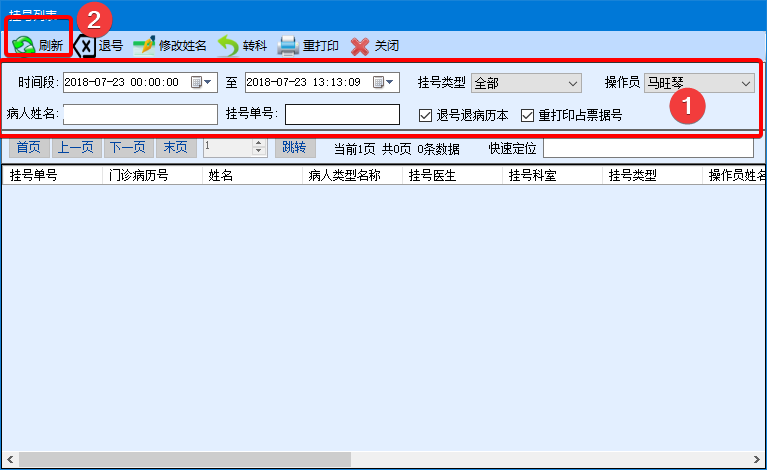 挂号列表
2
刷新 退号 修改姓名 转科 重打印 关闭
时间段: 2018-07-23 00:00:00 至 2018-07-23 13:13:09 挂号类型 全部 操作员 马旺琴
病人姓名: 挂号单号: 退号退病历本 重打印占票据号
1
首页 上一页 下一页 末页 1 跳转 当前1页 共0页 0条数据 快速定位
挂号单号 门诊病历号 姓名 病人类型名称 挂号医生 挂号科室 挂号类型 操作员姓名